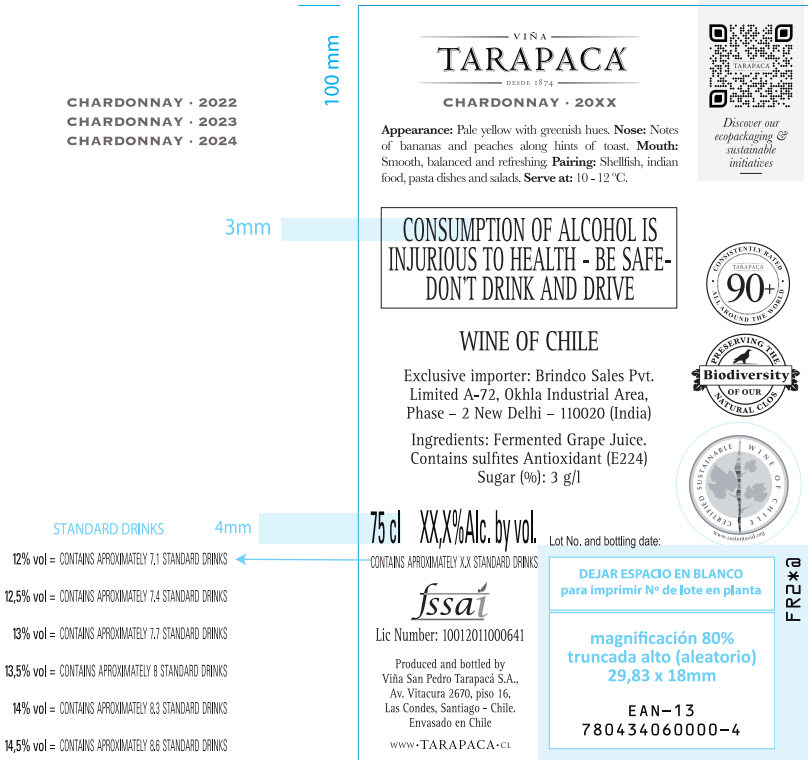 100 mm
CHARDONNAY · 2022
CHARDONNAY · 2023
CHARDONNAY · 2024
VIÑA
TARAPACÁ
DESDE 1874
CHARDONNAY · 20XX
Appearance: Pale yellow with greenish hues. Nose: Notes
of bananas and peaches along hints of toast. Mouth:
Smooth, balanced and refreshing. Pairing: Shellfish, indian
food, pasta dishes and salads. Serve at: 10 - 12 ºC.
TARAPACÁ
Discover our
ecopackaging &
sustainable
initiatives
3mm
CONSUMPTION OF ALCOHOL IS
INJURIOUS TO HEALTH - BE SAFE-
DON'T DRINK AND DRIVE
CONSISTENTLY RATED
TARAPACÁ
90+
ALL AROUND THE WORLD
WINE OF CHILE
PRESERVING THE
Biodiversity
OF OUR
NATURAL CLOS
Exclusive importer: Brindco Sales Pvt.
Limited A-72, Okhla Industrial Area,
Phase – 2 New Delhi – 110020 (India)
Ingredients: Fermented Grape Juice.
Contains sulfites Antioxidant (E224)
Sugar (%): 3 g/l
CERTIFIED SUSTAINABLE WINE OF CHILE
www.sustentavid.org
STANDARD DRINKS
4mm
75 cl XX,X%Alc. by vol.
CONTAINS APROXIMATELY X.X STANDARD DRINKS
12% vol = CONTAINS APROXIMATELY 7,1 STANDARD DRINKS
12,5% vol = CONTAINS APROXIMATELY 7.4 STANDARD DRINKS
13% vol = CONTAINS APROXIMATELY 7.7 STANDARD DRINKS
13,5% vol = CONTAINS APROXIMATELY 8 STANDARD DRINKS
14% vol = CONTAINS APROXIMATELY 8.3 STANDARD DRINKS
14,5% vol = CONTAINS APROXIMATELY 8.6 STANDARD DRINKS
fssai
Lic Number: 10012011000641
Produced and bottled by
Viña San Pedro Tarapacá S.A.,
Av. Vitacura 2670, piso 16,
Las Condes, Santiago - Chile.
Envasado en Chile
WWW·TARAPACA·CL
Lot No, and bottling date:
DEJAR ESPACIO EN BLANCO
para imprimir Nº de lote en planta
magnificación 80%
truncada alto (aleatorio)
29,83 x 18mm
EAN-13
780434060000-4
FR2*@